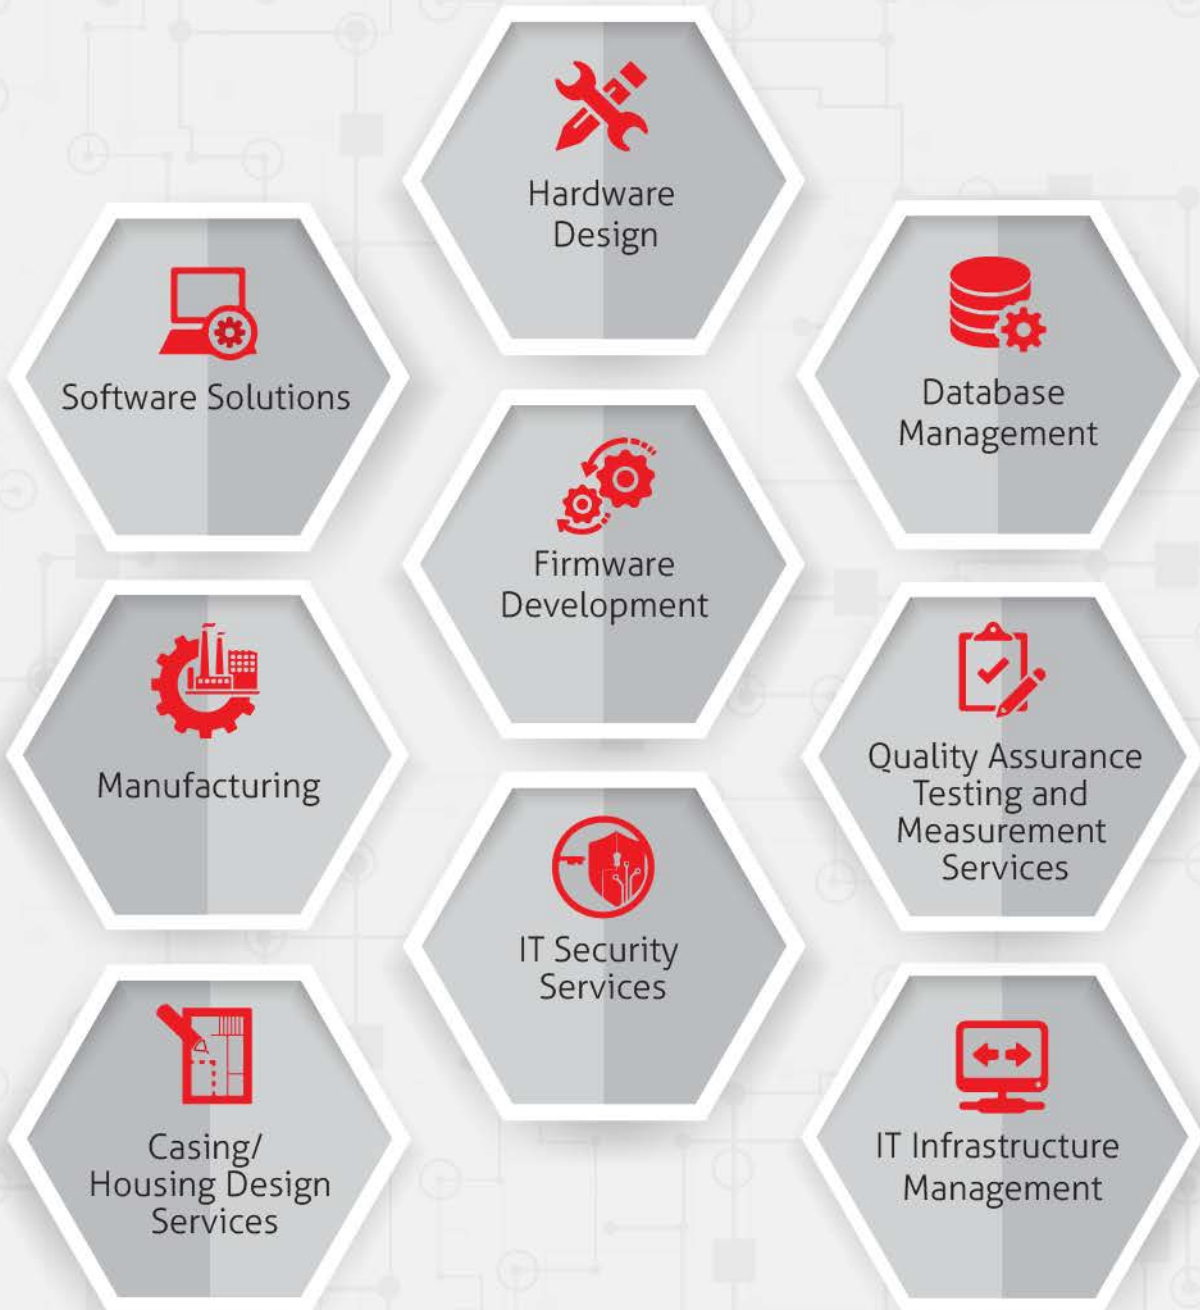 Hardware
Design
Software Solutions
Database
Management
Firmware
Development
Manufacturing
Quality Assurance
Testing and
Measurement
Services
IT Security
Services
Casing/
Housing Design
Services
IT Infrastructure
Management